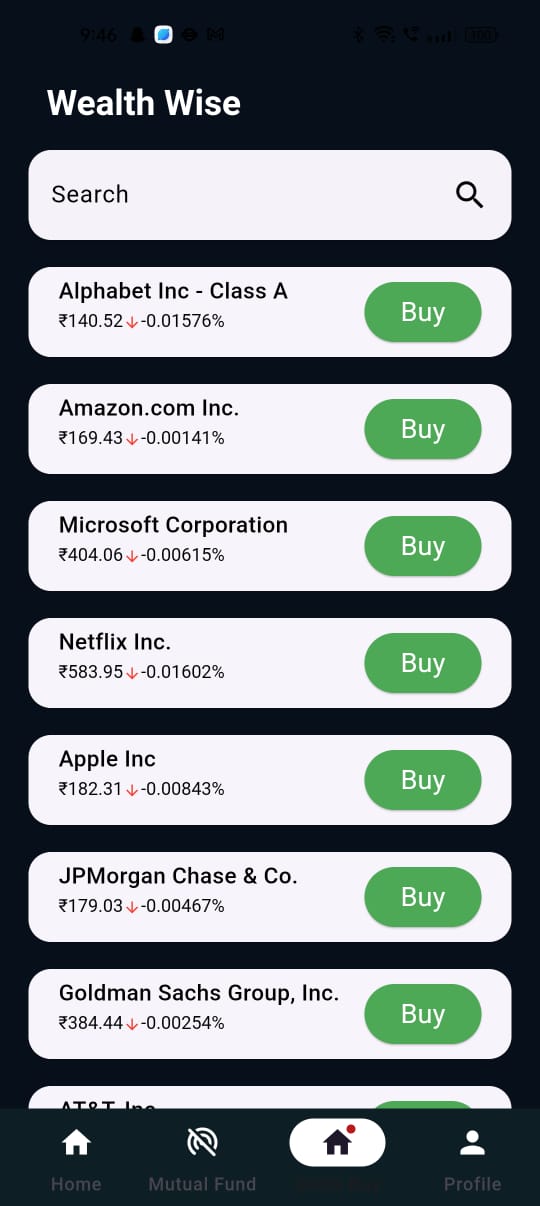 9:46
100
Wealth Wise
Search
Alphabet Inc - Class A
₹140.52↓-0.01576%
Buy
Amazon.com Inc.
₹169.43↓-0.00141%
Buy
Microsoft Corporation
₹404.06↓-0.00615%
Buy
Netflix Inc.
₹583.95↓-0.01602%
Buy
Apple Inc
₹182.31↓-0.00843%
Buy
JPMorgan Chase & Co.
₹179.03↓-0.00467%
Buy
Goldman Sachs Group, Inc.
₹384.44↓-0.00254%
Buy
AT&T Inc
Home
Mutual Fund
Profile